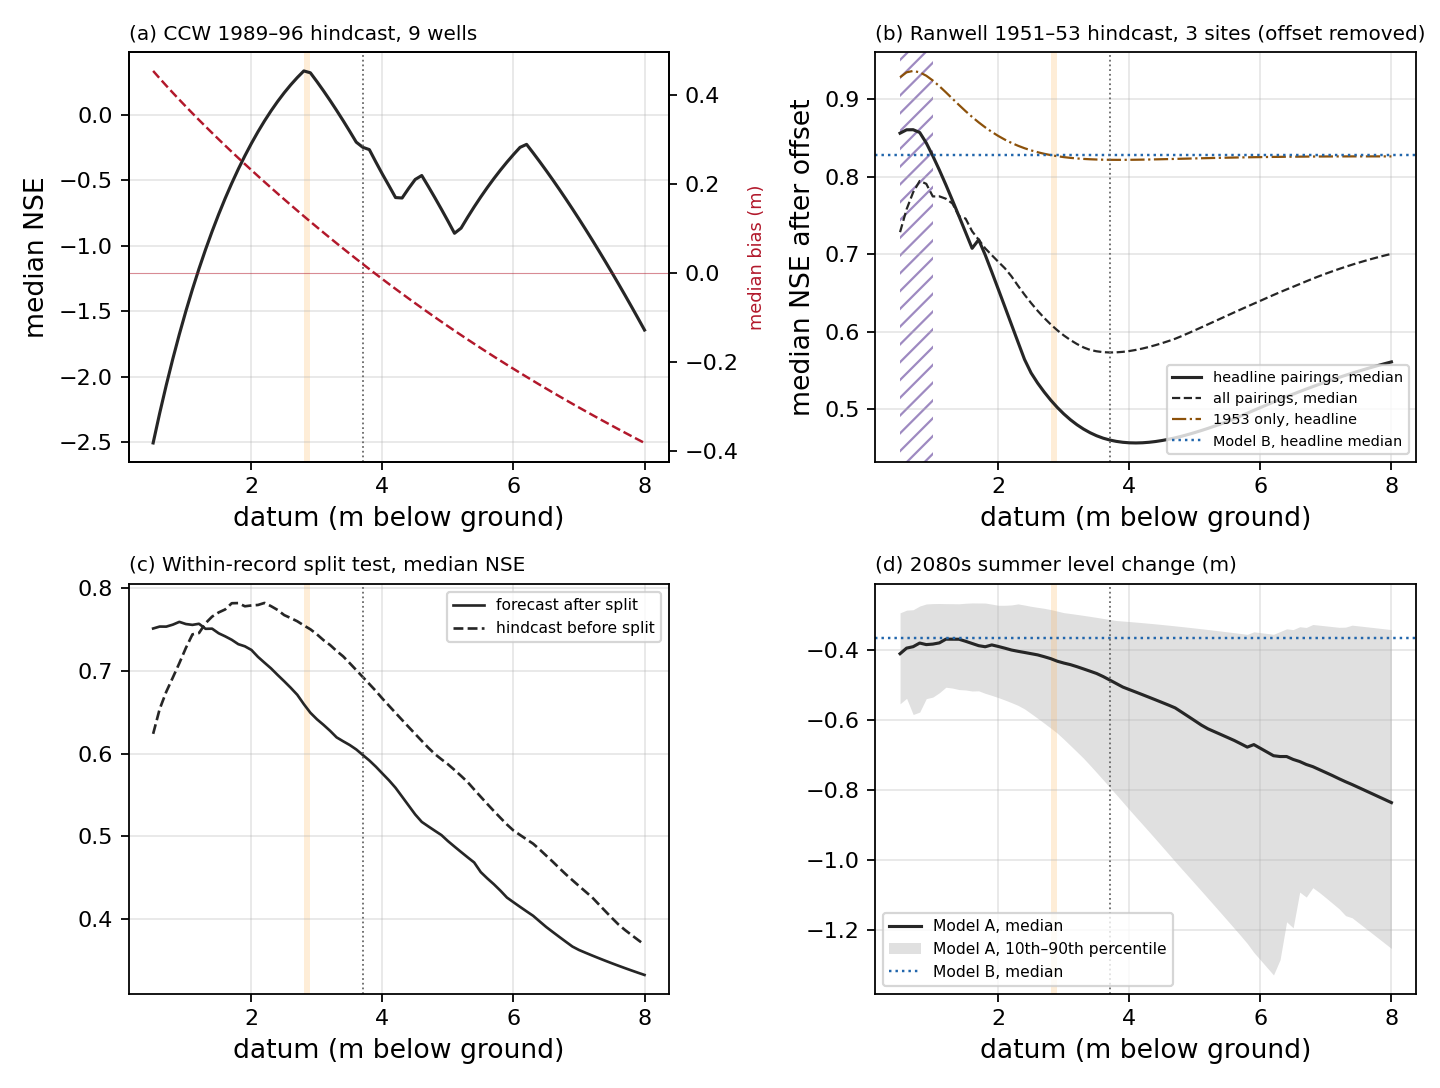 (a) CCW 1989–96 hindcast, 9 wells
median NSE
0.0
−0.5
−1.0
−1.5
−2.0
−2.5
0.4
0.2
0.0
−0.2
−0.4
median bias (m)
2 4 6 8
datum (m below ground)
(b) Ranwell 1951–53 hindcast, 3 sites (offset removed)
median NSE after offset
0.9
0.8
0.7
0.6
0.5
headline pairings, median
all pairings, median
1953 only, headline
Model B, headline median
2 4 6 8
datum (m below ground)
(c) Within-record split test, median NSE
0.8
0.7
0.6
0.5
0.4
forecast after split
hindcast before split
2 4 6 8
datum (m below ground)
(d) 2080s summer level change (m)
−0.4
−0.6
−0.8
−1.0
−1.2
Model A, median
Model A, 10th–90th percentile
Model B, median
2 4 6 8
datum (m below ground)